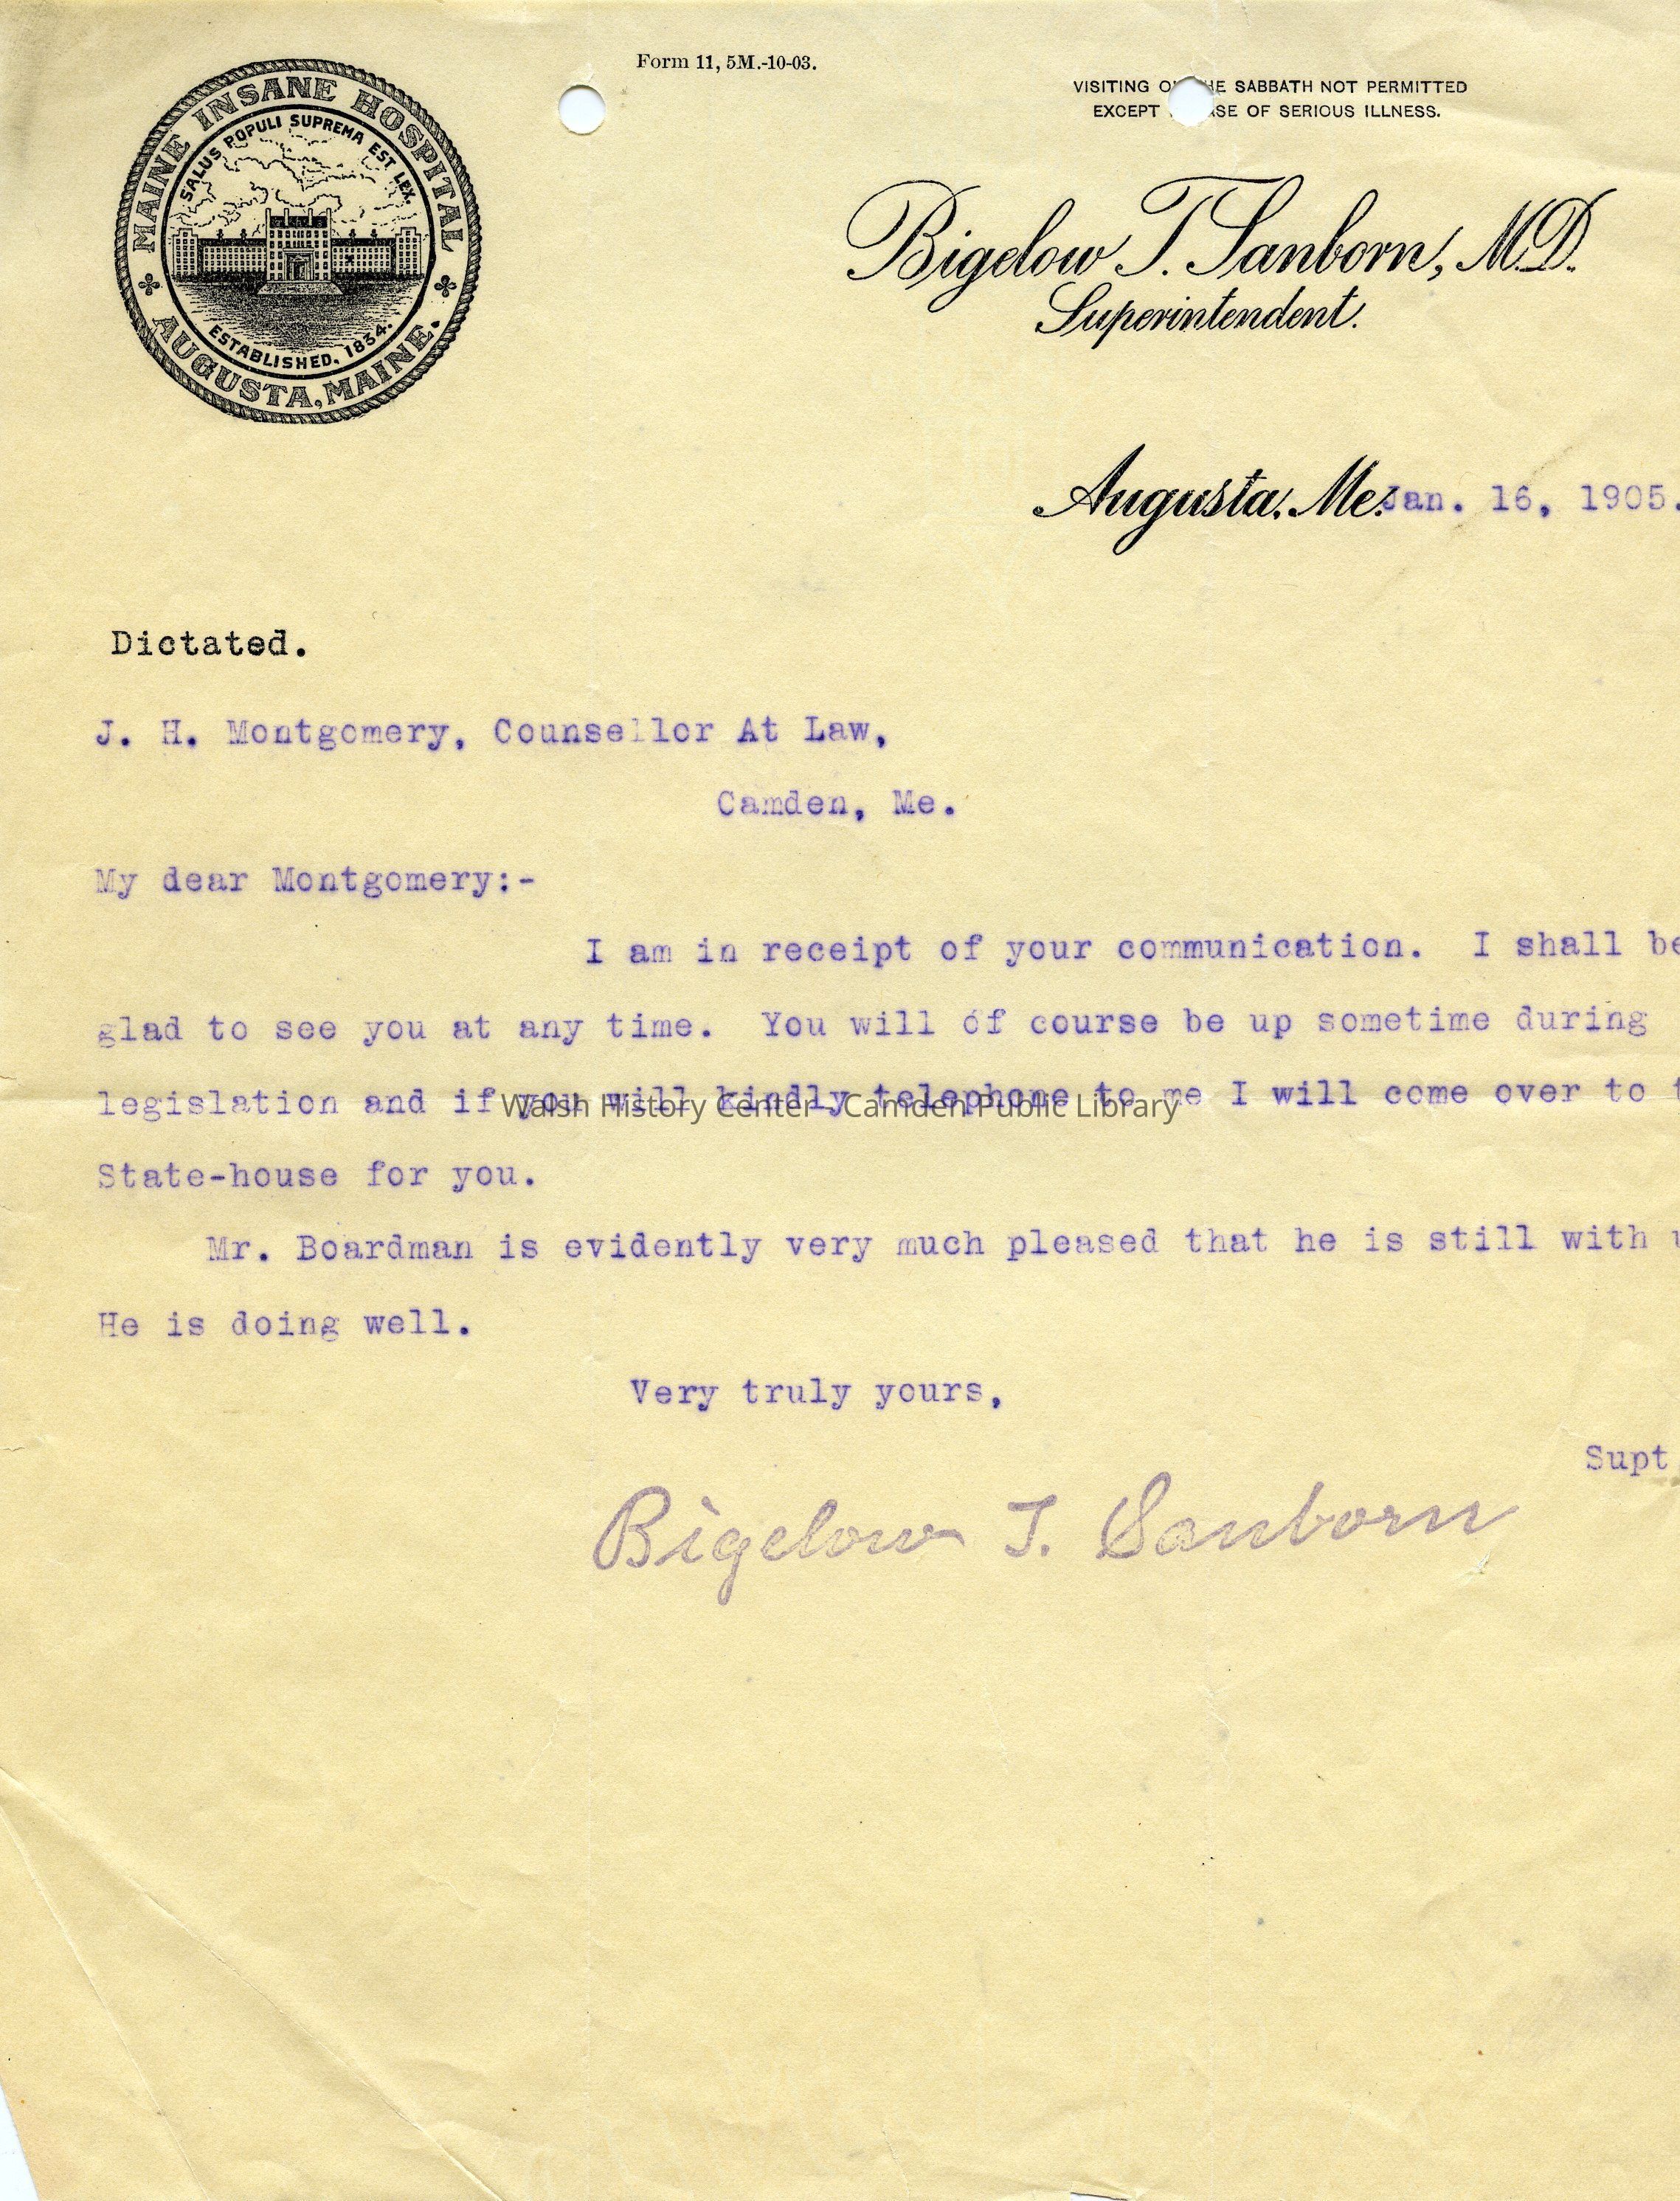 Form 11, 5M.-10-03.
VISITING THE SABBATH NOT PERMITTED
EXCEPT OF SERIOUS ILLNESS.
MAINE INSANE HOSPITAL
SALUS POPULI SUPREMA EST LEX.
ESTABLISHED. 1834.
AUGUSTA, MAINE.
Bigelow T. Sanborn, M.D.
Superintendent.
Augusta, Me. Jan. 16, 1905.
Dictated.
J. H. Montgomery, Counsellor At Law,
Camden, Me.
My dear Montgomery:-
I am in receipt of your communication. I shall be
glad to see you at any time. You will of course be up sometime during
legislation and if you will kindly telephone to me I will come over to
Walsh History Center - Camden Public Library
State-house for you.
Mr. Boardman is evidently very much pleased that he is still with
He is doing well.
Very truly yours,
Supt
Bigelow T. Sanborn